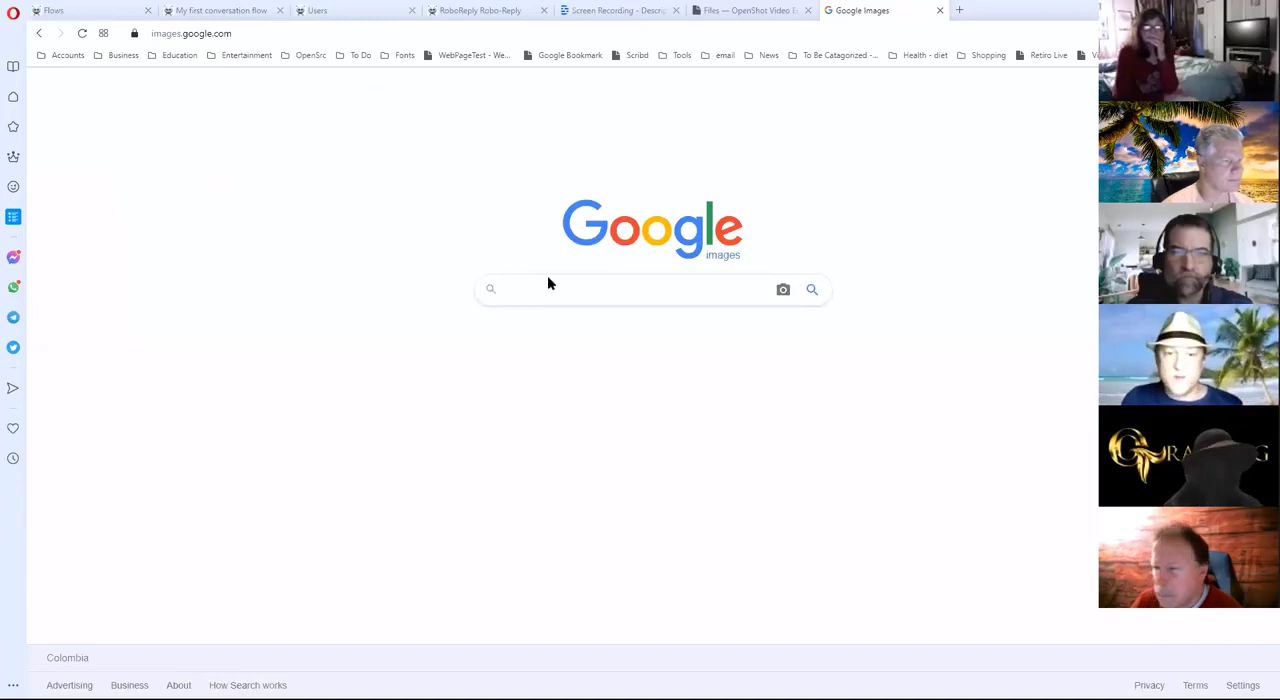 Flows
My first conversation flow
Users
RoboReply Robo-Reply
Screen Recording - Descrip
Files — OpenShot Video E
Google Images
images.google.com
Accounts
Business
Education
Entertainment
OpenSrc
To Do
Fonts
WebPageTest - We...
Google Bookmark
Scribd
Tools
email
News
To Be Catagorized -...
Health - diet
Shopping
Retiro Live
Google
images
Colombia
Advertising
Business
About
How Search works
Privacy
Terms
Settings